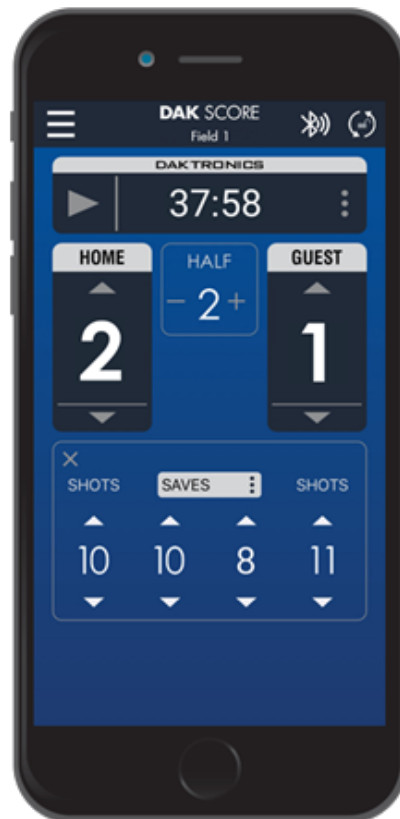 DAK SCORE
Field 1
DAKTRONICS
37:58
HOME
HALF
GUEST
2
- 2 +
1
SHOTS
SAVES
SHOTS
10
10
8
11